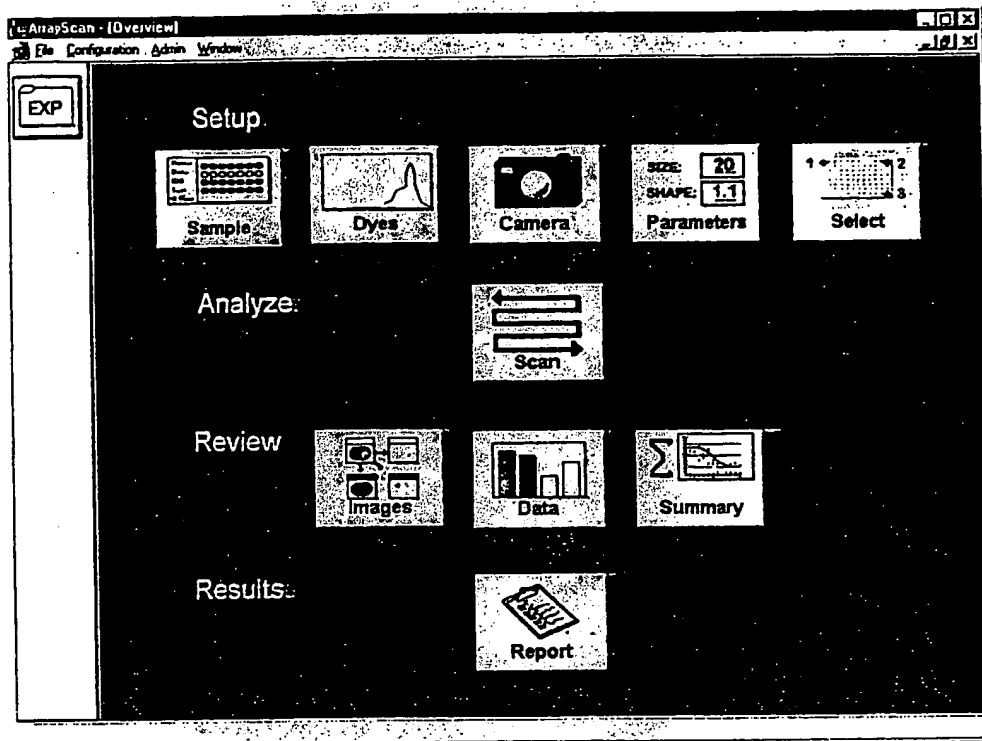 ArrayScan - [Overview]
File Configuration Admin Window
EXP
Setup
Sample
Dyes
Camera
SIZE: 20
SHAPE: 1.1
Parameters
1 2
3
Select
Analyze
Scan
Review
Images
Data
Σ
Summary
Results
Report